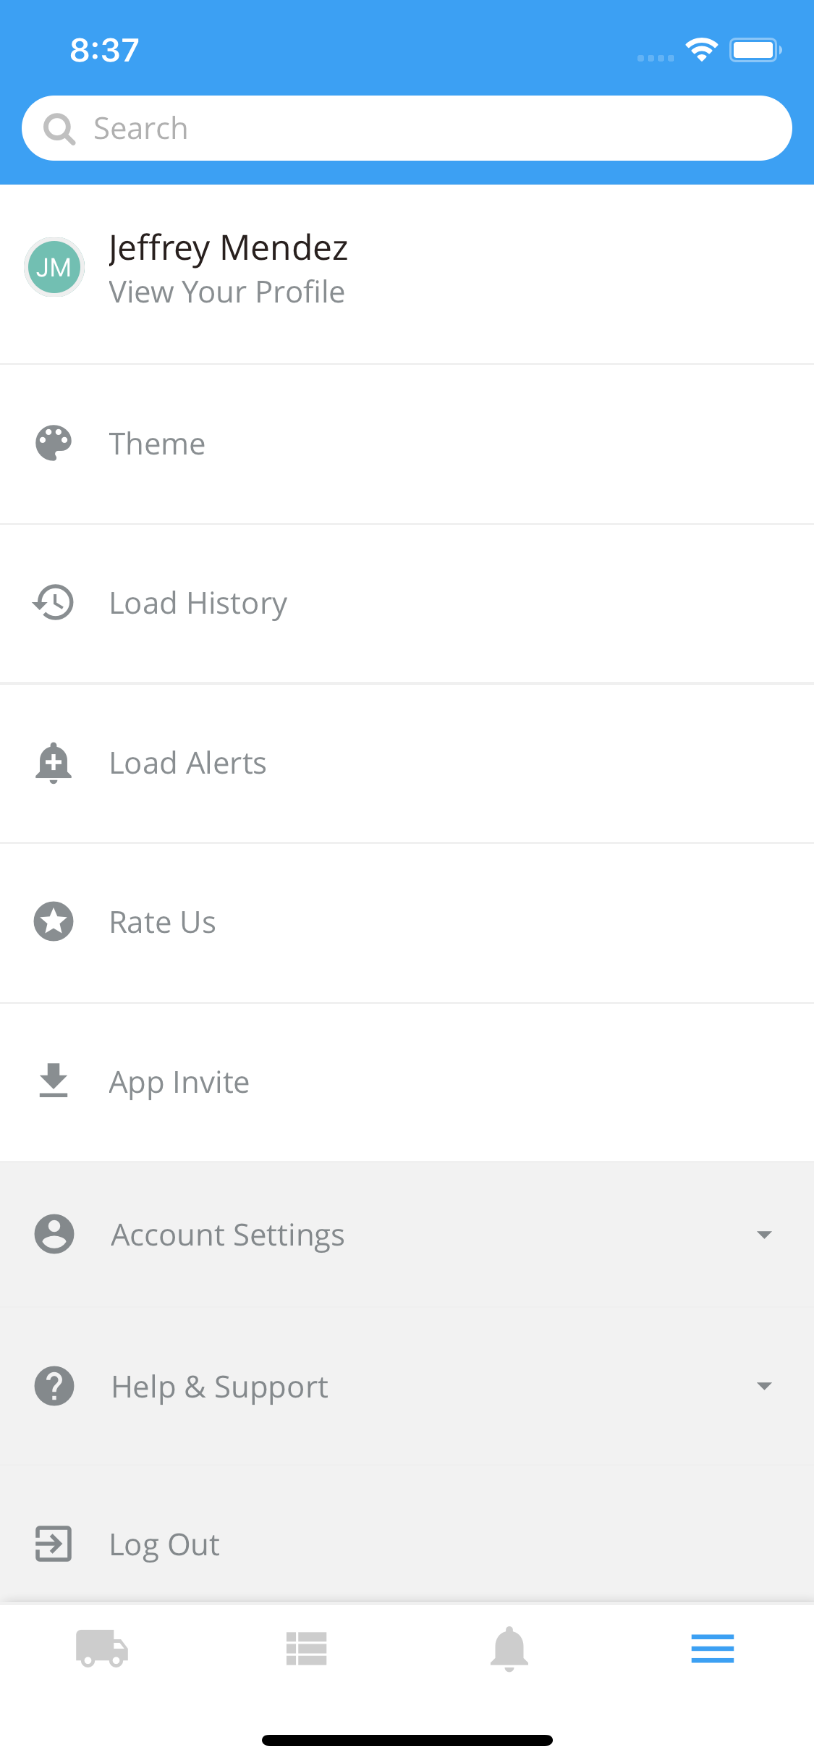 8:37
Search
JM
Jeffrey Mendez
View Your Profile
Theme
Load History
Load Alerts
Rate Us
App Invite
Account Settings
Help & Support
Log Out